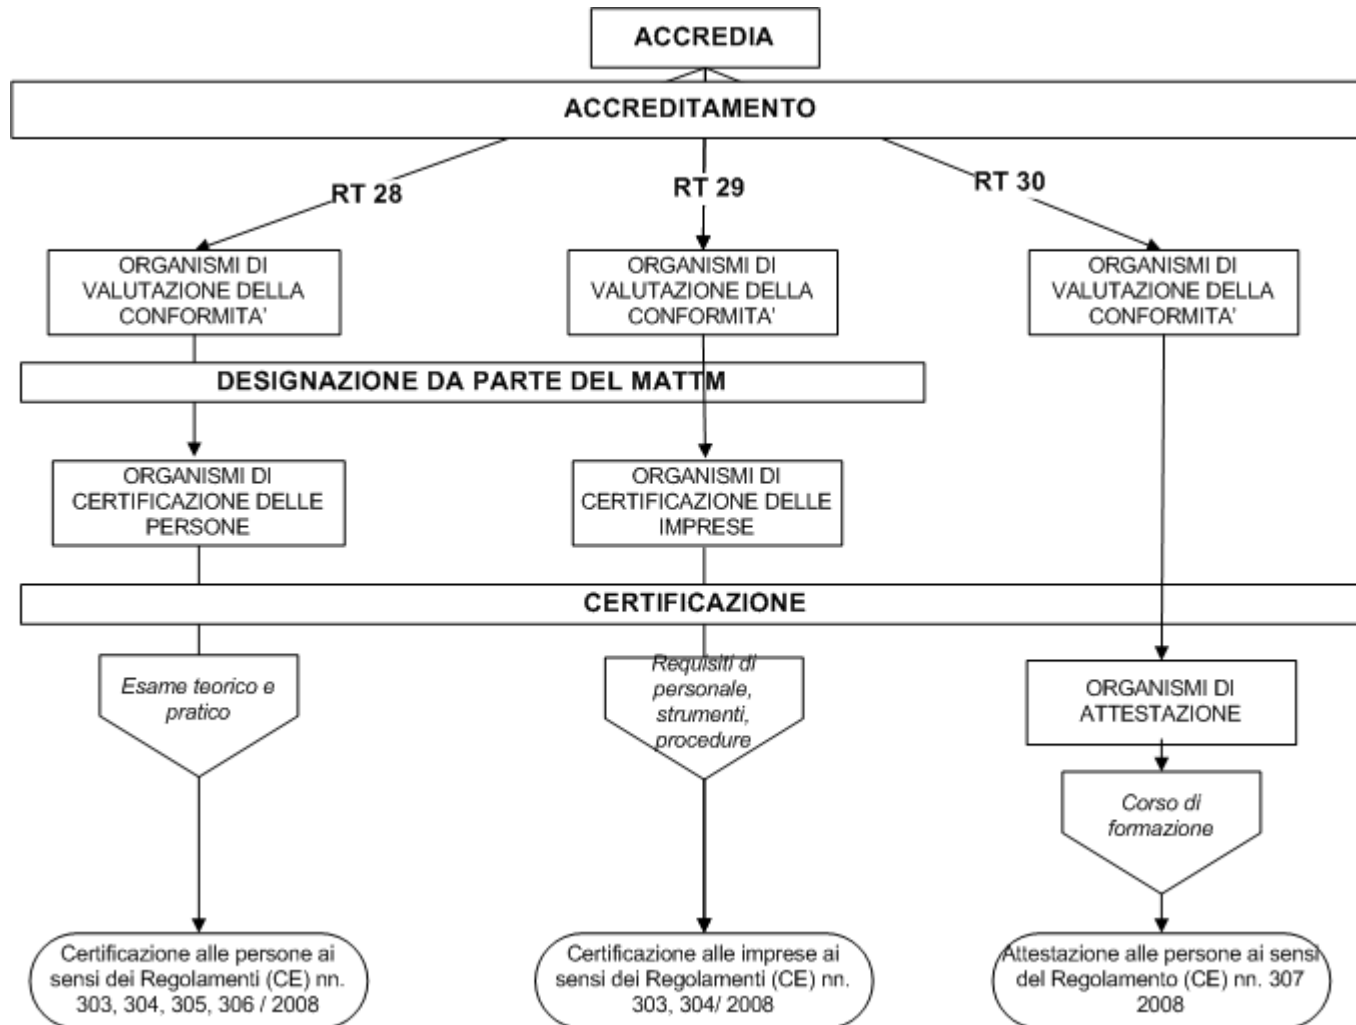 ACCREDIA
ACCREDITAMENTO
RT 28
RT 29
RT 30
ORGANISMI DI
VALUTAZIONE DELLA
CONFORMITA'
ORGANISMI DI
VALUTAZIONE DELLA
CONFORMITA'
ORGANISMI DI
VALUTAZIONE DELLA
CONFORMITA'
DESIGNAZIONE DA PARTE DEL MATTM
ORGANISMI DI
CERTIFICAZIONE DELLE
PERSONE
ORGANISMI DI
CERTIFICAZIONE DELLE
IMPRESE
CERTIFICAZIONE
Esame teorico e
pratico
Requisiti di
personale,
strumenti,
procedure
ORGANISMI DI
ATTESTAZIONE
Corso di
formazione
Certificazione alle persone ai
sensi dei Regolamenti (CE) nn.
303, 304, 305, 306 / 2008
Certificazione alle imprese ai
sensi dei Regolamenti (CE) nn.
303, 304/ 2008
Attestazione alle persone ai sensi
del Regolamento (CE) nn. 307
2008